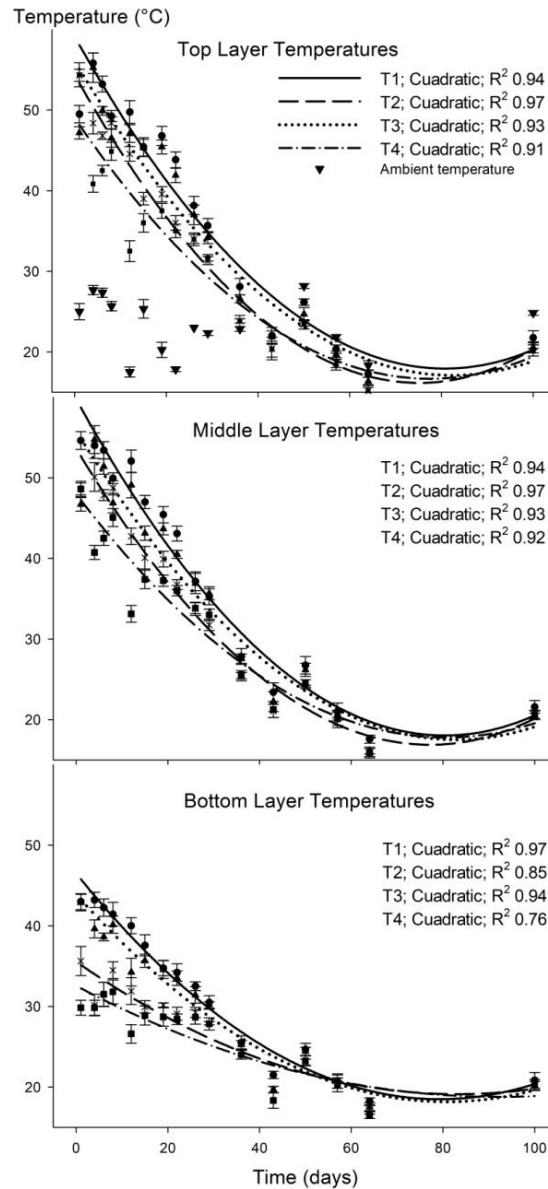 Temperature (°C)
Top Layer Temperatures
T1; Cuadratic; R² 0.94
T2; Cuadratic; R² 0.97
T3; Cuadratic; R² 0.93
T4; Cuadratic; R² 0.91
Ambient temperature
50
40
30
20
Middle Layer Temperatures
T1; Cuadratic; R² 0.94
T2; Cuadratic; R² 0.97
T3; Cuadratic; R² 0.93
T4; Cuadratic; R² 0.92
50
40
30
20
Bottom Layer Temperatures
T1; Cuadratic; R² 0.97
T2; Cuadratic; R² 0.85
T3; Cuadratic; R² 0.94
T4; Cuadratic; R² 0.76
50
40
30
20
0 20 40 60 80 100
Time (days)